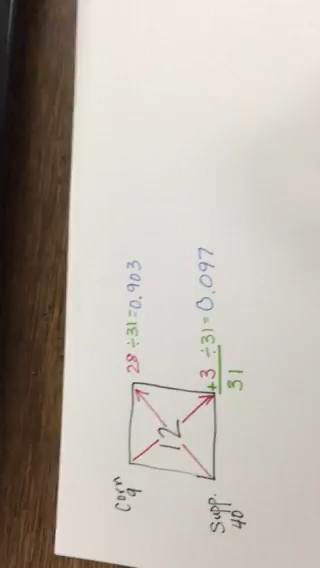 Corn
9
28 ÷ 31 = 0.903
12
Supp.
40
+ 3 ÷ 31 = 0.097
31